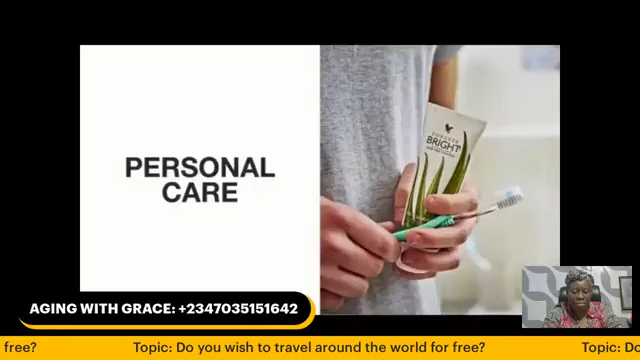 PERSONAL
CARE
FOREVER
BRIGHT
AGING WITH GRACE: +2347035151642
free?
Topic: Do you wish to travel around the world for free?
Topic: Do